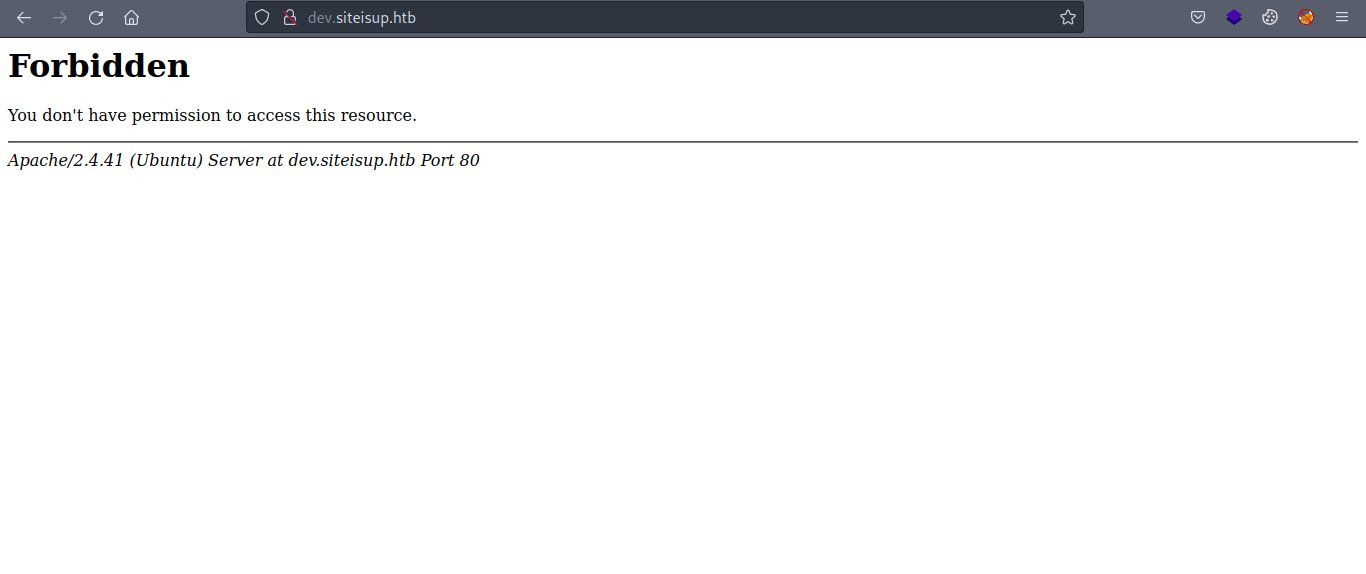 dev.siteisup.htb
Forbidden
You don't have permission to access this resource.
Apache/2.4.41 (Ubuntu) Server at dev.siteisup.htb Port 80